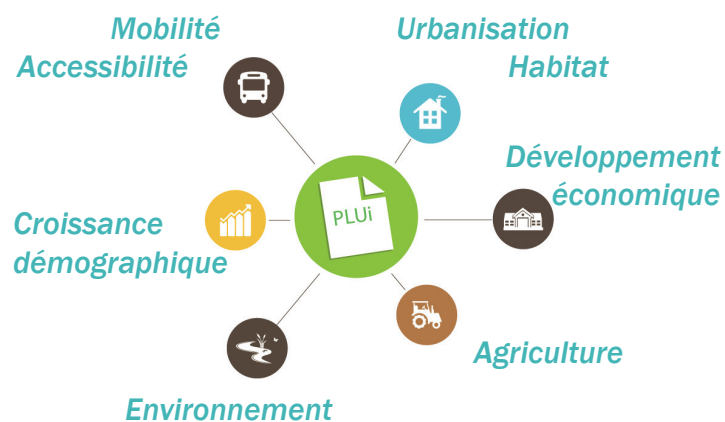 Mobilité
Accessibilité
Urbanisation
Habitat
Développement
économique
PLUi
Croissance
démographique
Agriculture
Environnement